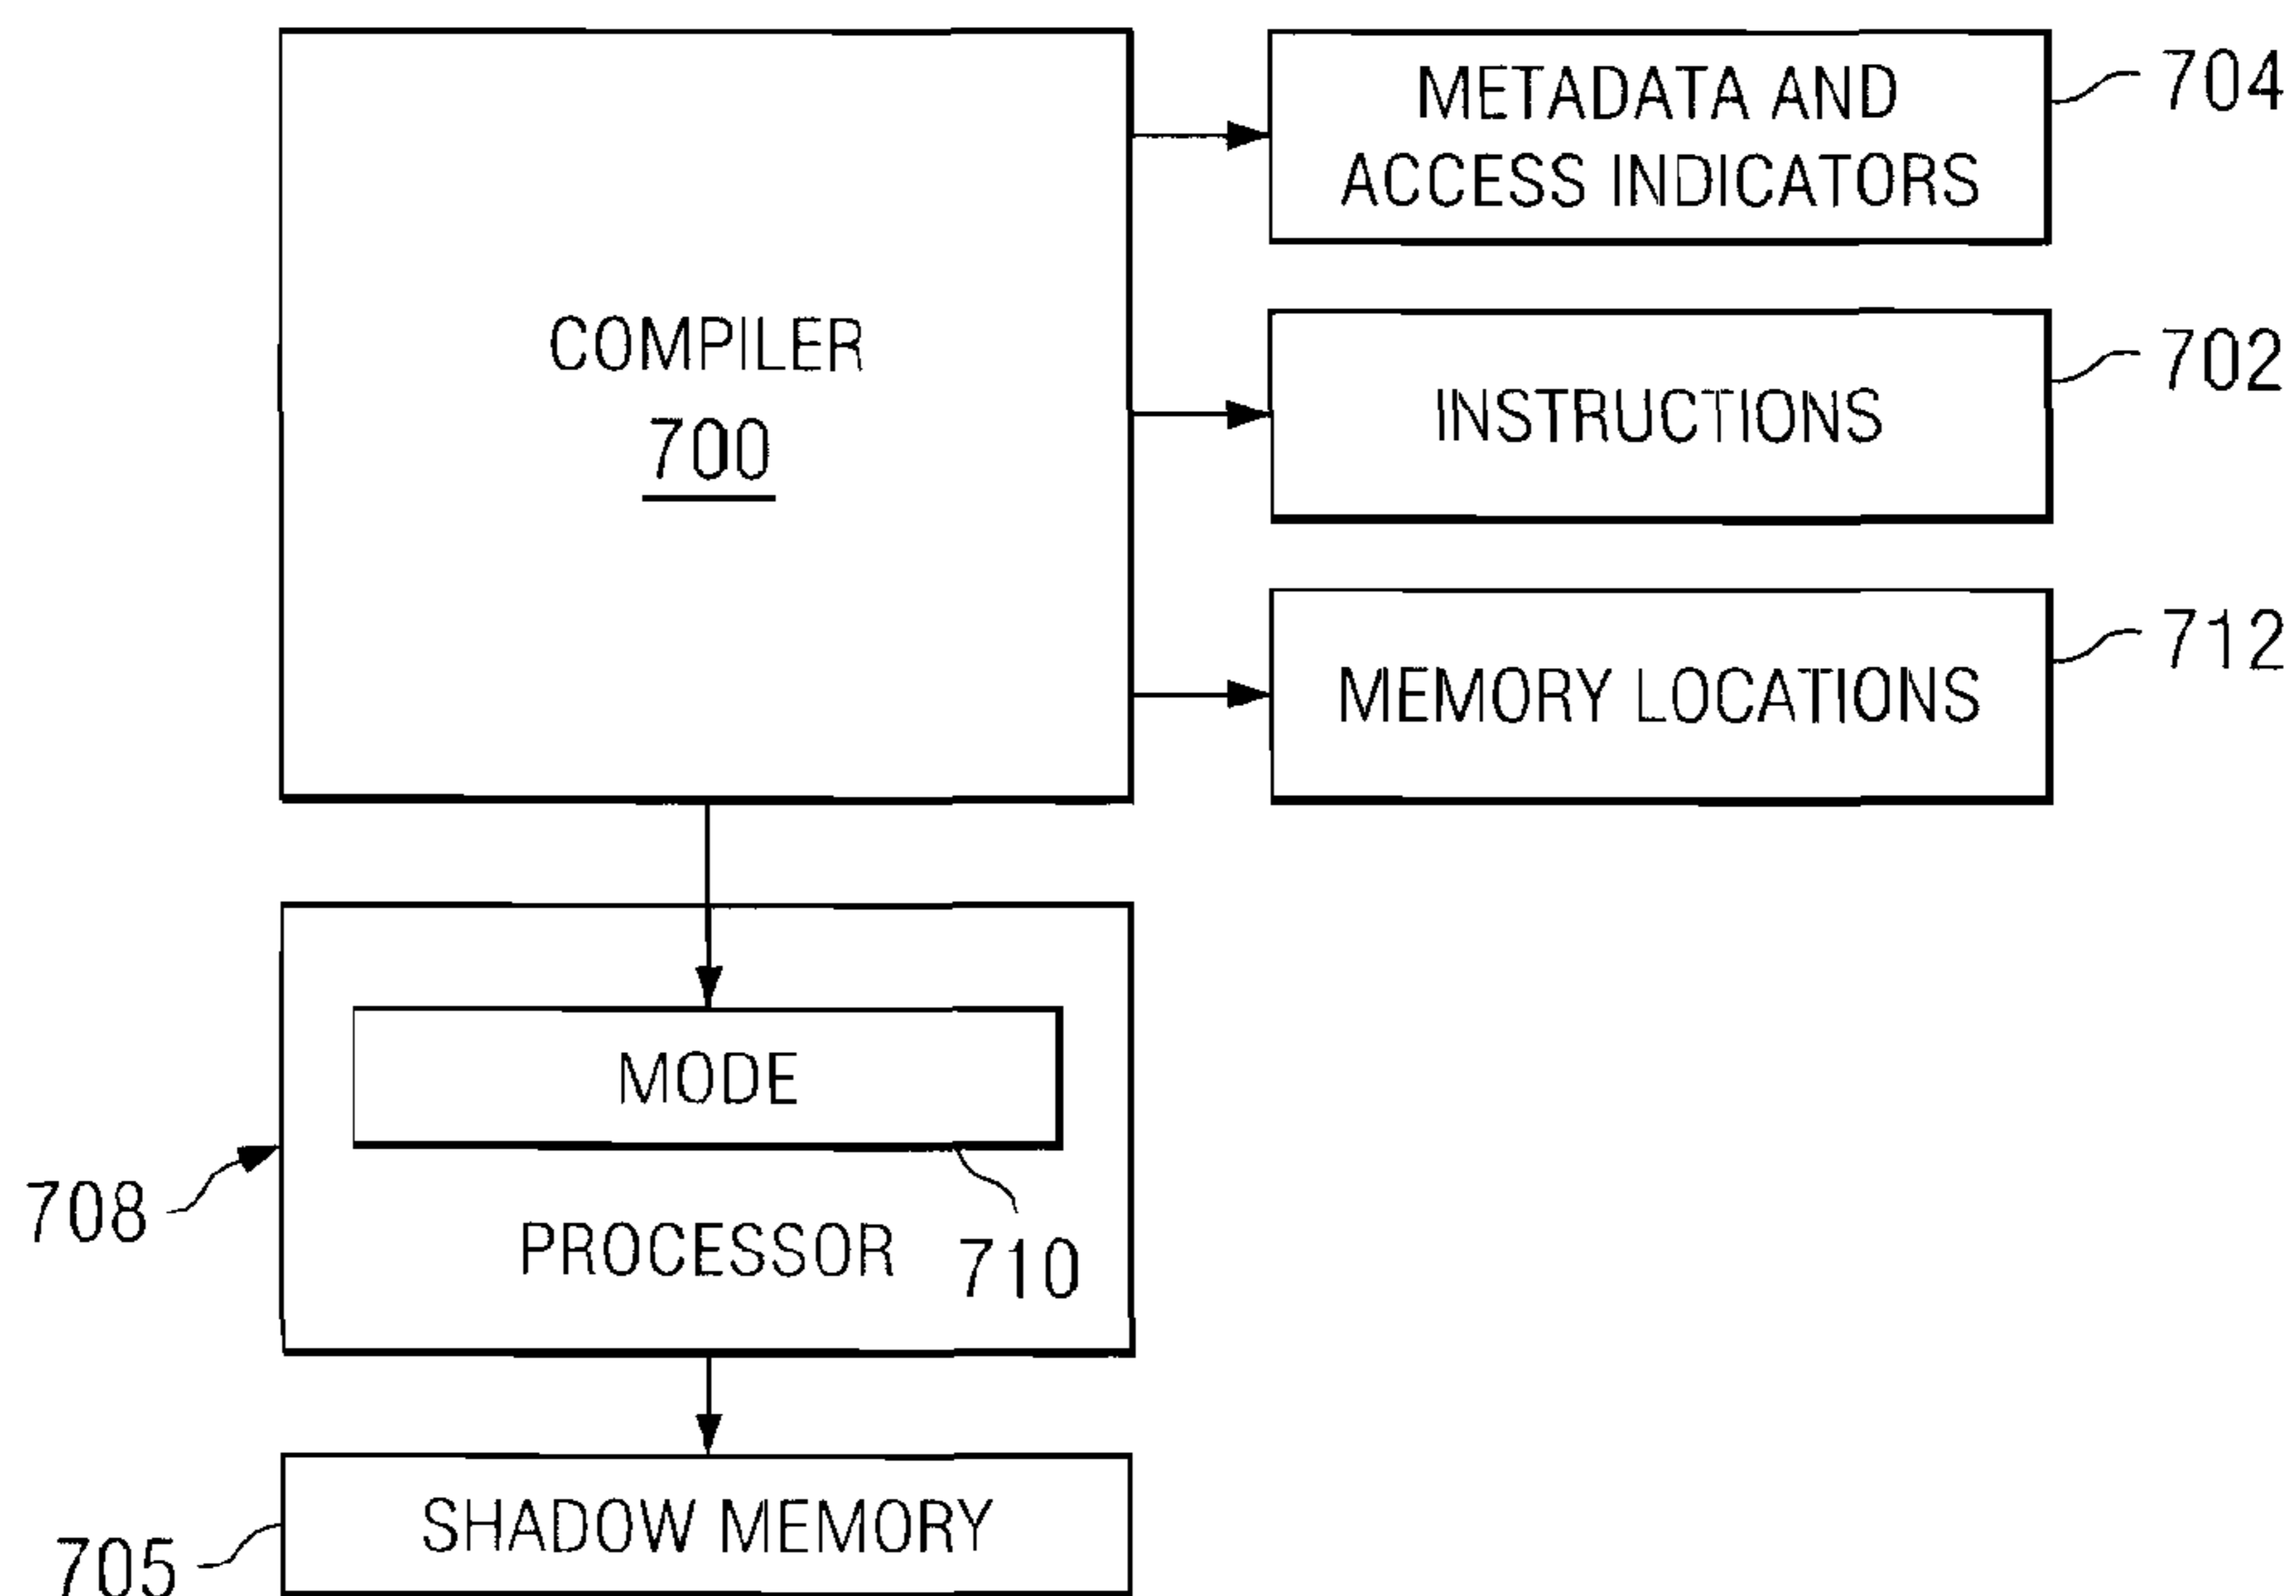 METADATA AND
ACCESS INDICATORS
704
COMPILER
700
INSTRUCTIONS
702
MEMORY LOCATIONS
712
MODE
710
PROCESSOR
708
SHADOW MEMORY
705